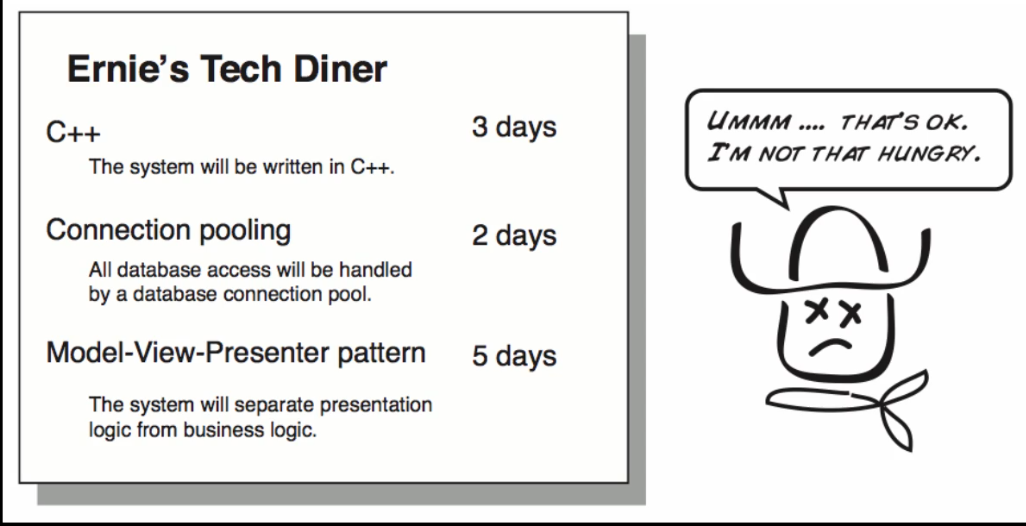 Ernie's Tech Diner
C++ 3 days
The system will be written in C++.
Connection pooling 2 days
All database access will be handled
by a database connection pool.
Model-View-Presenter pattern 5 days
The system will separate presentation
logic from business logic.
UMMM .... THAT'S OK.
I'M NOT THAT HUNGRY.